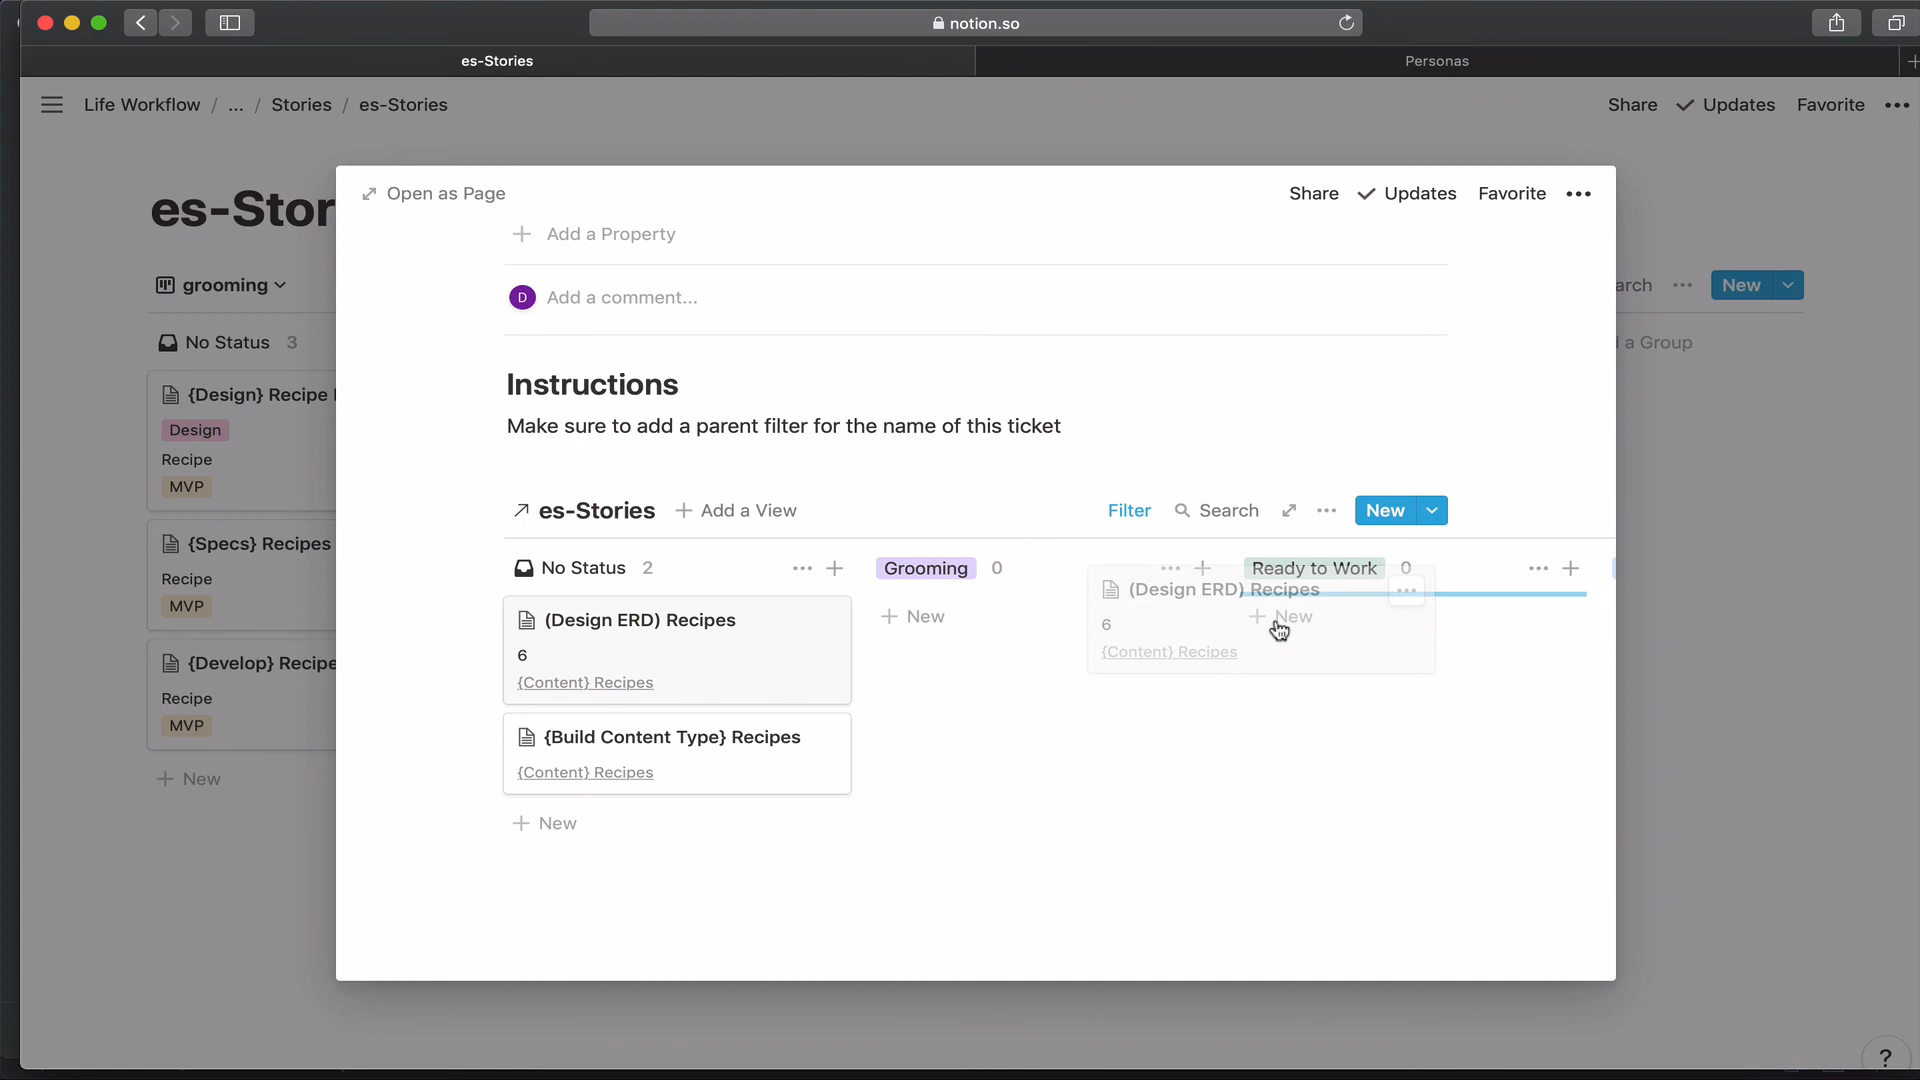 notion.so
es-Stories
Personas
Life Workflow / ... / Stories / es-Stories
Share Updates Favorite
es-Stor
Open as Page
Share Updates Favorite
Add a Property
grooming
arch
New
D Add a comment...
No Status 3
d a Group
{Design} Recipe
Design
Recipe
MVP
Instructions
Make sure to add a parent filter for the name of this ticket
{Specs} Recipes
Recipe
MVP
es-Stories
Add a View
Filter
Search
New
{Develop} Recipe
Recipe
MVP
New
No Status 2
Grooming 0
Ready to Work 0
(Design ERD) Recipes
6
{Content} Recipes
{Build Content Type} Recipes
{Content} Recipes
New
New
(Design ERD) Recipes
6
{Content} Recipes
New
?